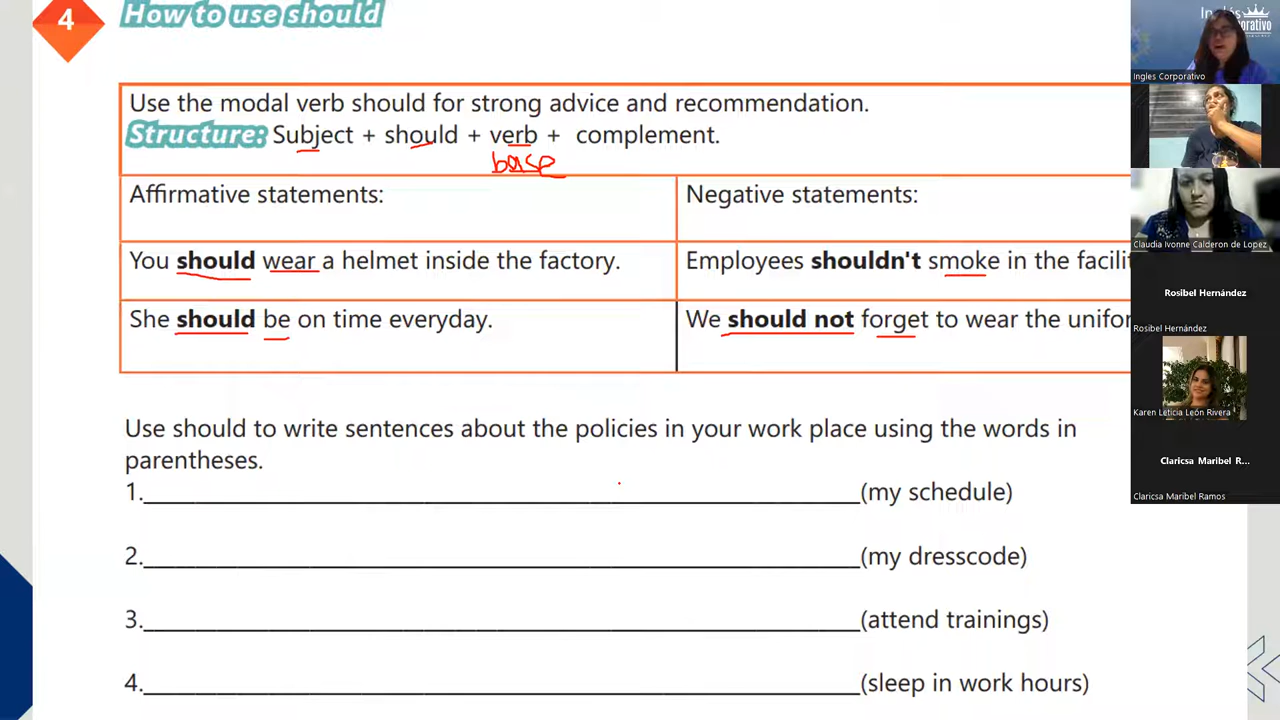 4
How to use should
Use the modal verb should for strong advice and recommendation.
Structure: Subject + should + verb + complement.
base
Affirmative statements:
Negative statements:
You should wear a helmet inside the factory.
Employees shouldn't smoke in the facilit
She should be on time everyday.
We should not forget to wear the unifor
Use should to write sentences about the policies in your work place using the words in
parentheses.
1.(my schedule)
2.(my dresscode)
3.(attend trainings)
4.(sleep in work hours)
Ingles Corporativo
Claudia Ivonne Calderon de Lopez
Rosibel Hernández
Rosibel Hernández
Karen Leticia León Rivera
Claricsa Maribel R...
Claricsa Maribel Ramos